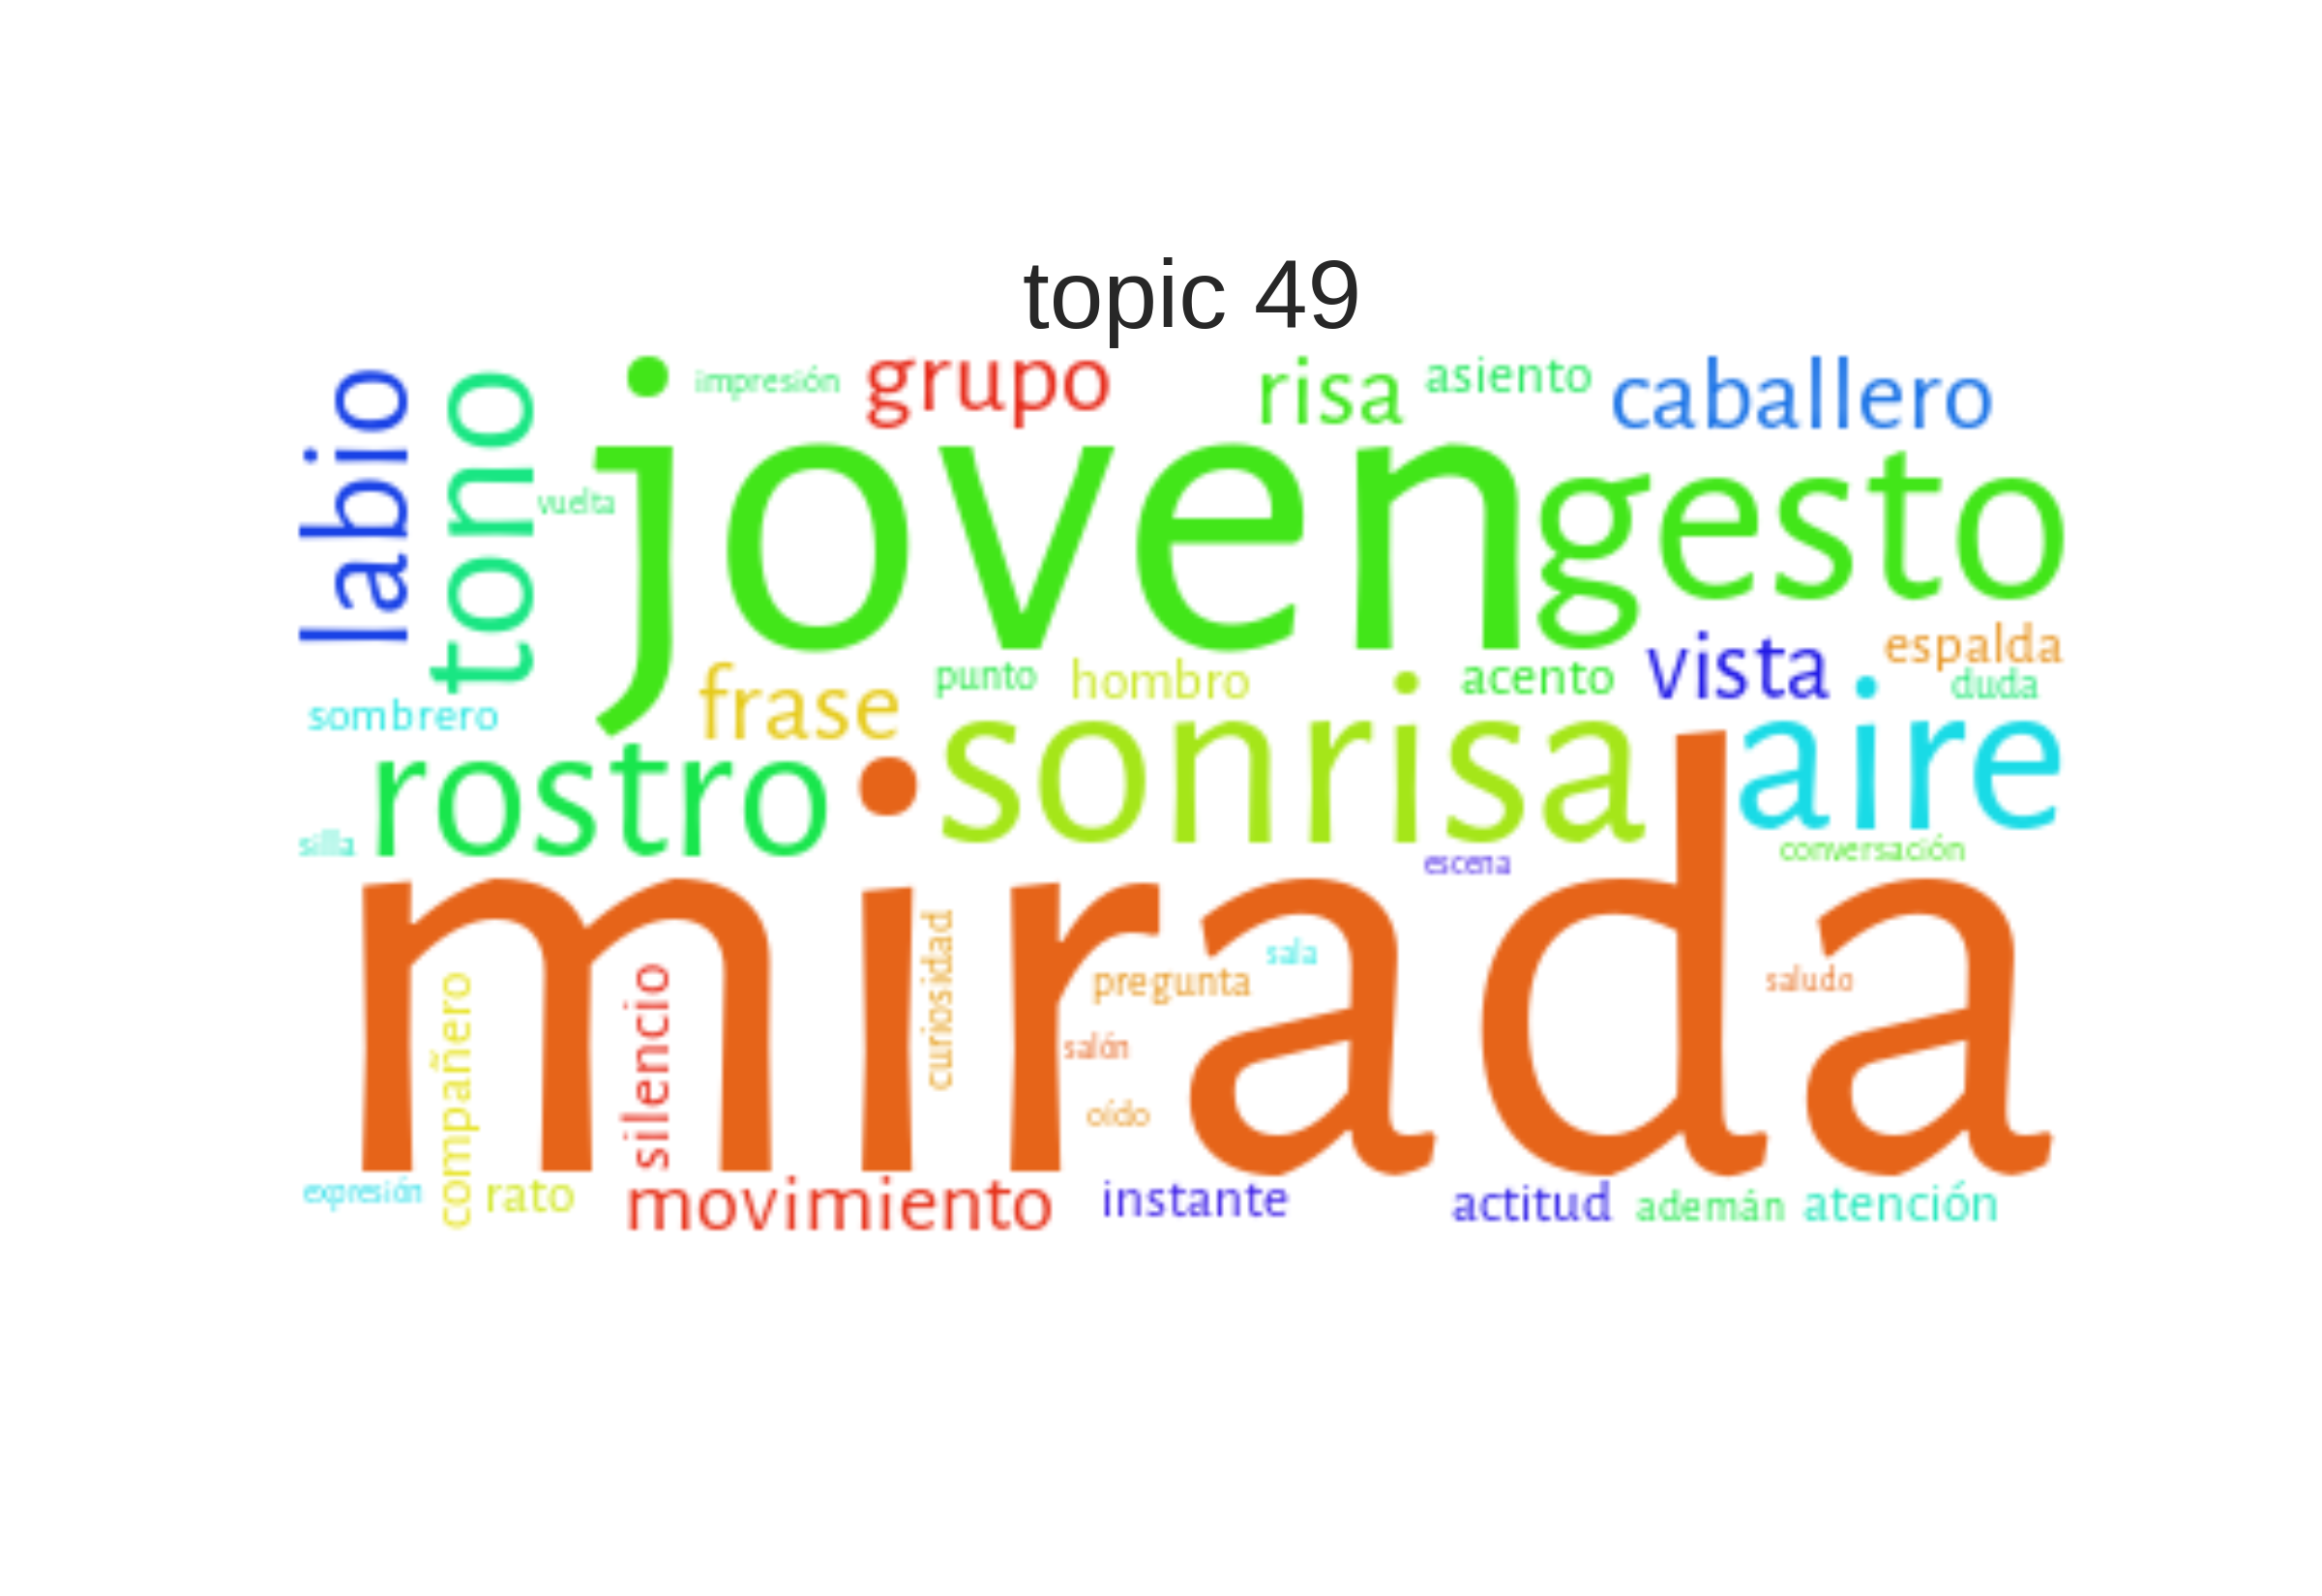 topic 49
impresión grupo risa asiento caballero
labio tono vuelta joven gesto
sombrero frase punto hombro acento vista espalda
duda
rostro sonrisa aire
silla escena conversación
mirada
compañero silencio curiosidad pregunta sala saludo
salón
oído
expresión rato movimiento instante actitud ademán atención